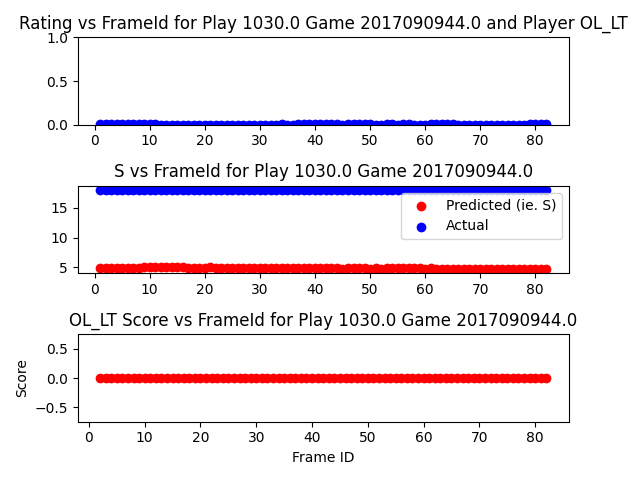 Rating vs FrameId for Play 1030.0 Game 2017090944.0 and Player OL_LT
1.0
0.5
0.0
0 10 20 30 40 50 60 70 80
S vs FrameId for Play 1030.0 Game 2017090944.0
15
10
5
Predicted (ie. S)
Actual
0 10 20 30 40 50 60 70 80
OL_LT Score vs FrameId for Play 1030.0 Game 2017090944.0
Score
0.5
0.0
−0.5
0 10 20 30 40 50 60 70 80
Frame ID